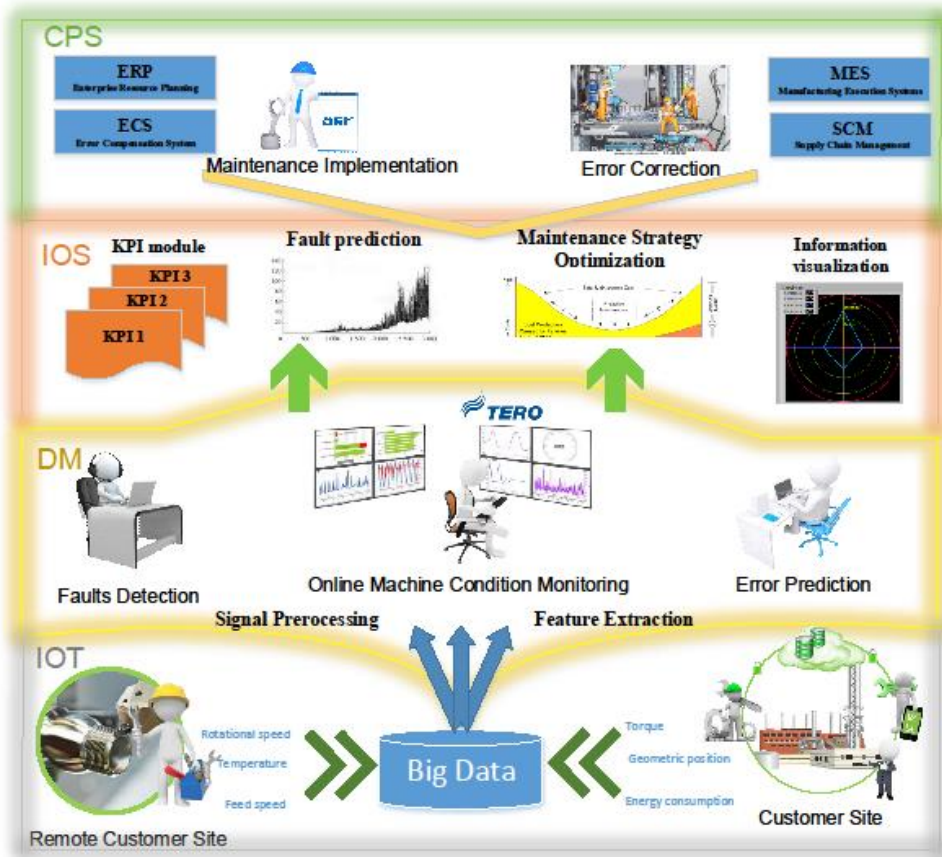 CPS
ERP
Enterprise Resource Planning
ECS
Error Compensation System
Maintenance Implementation
Error Correction
MES
Manufacturing Execution Systems
SCM
Supply Chain Management
IOS
KPI module
KPI 3
KPI 2
KPI 1
Fault prediction
Maintenance Strategy
Optimization
Information
visualization
DM
TERO
Faults Detection
Online Machine Condition Monitoring
Error Prediction
Signal Prerocessing
Feature Extraction
IOT
Rotational speed
Temperature
Feed speed
Big Data
Torque
Geometric position
Energy consumption
Remote Customer Site
Customer Site